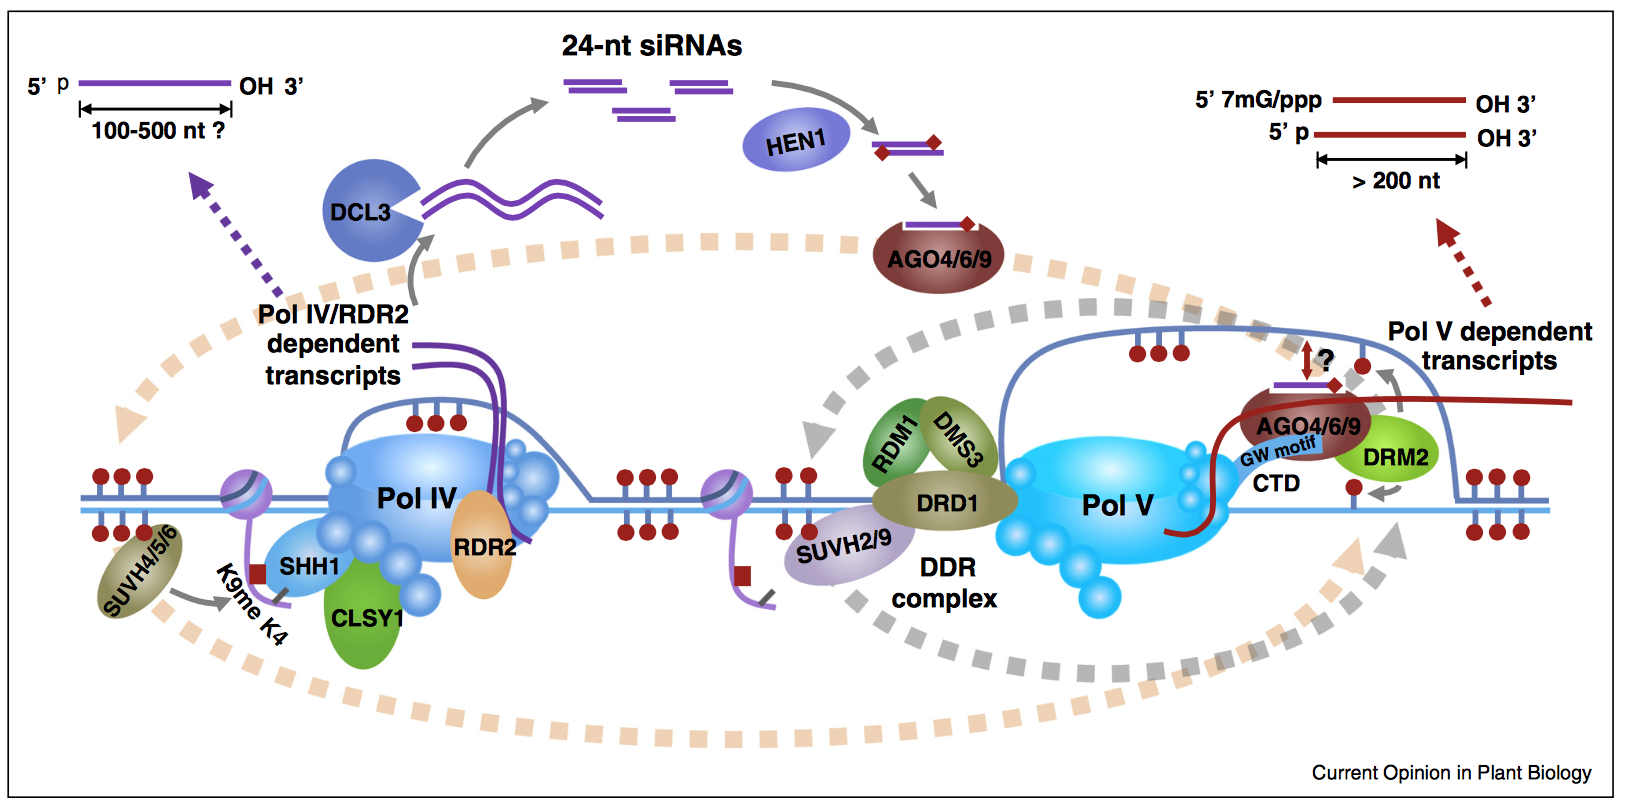 24-nt siRNAs
5’ p OH 3’
100-500 nt ?
HEN1
5’ 7mG/ppp OH 3’
5’ p OH 3’
> 200 nt
DCL3
AGO4/6/9
Pol IV/RDR2
dependent
transcripts
Pol V dependent
transcripts
?
RDM1
DMS3
AGO4/6/9
GW motif
DRM2
CTD
Pol IV
DRD1
Pol V
SUVH4/5/6
SHH1
RDR2
SUVH2/9
K9me K4
CLSY1
DDR
complex
Current Opinion in Plant Biology